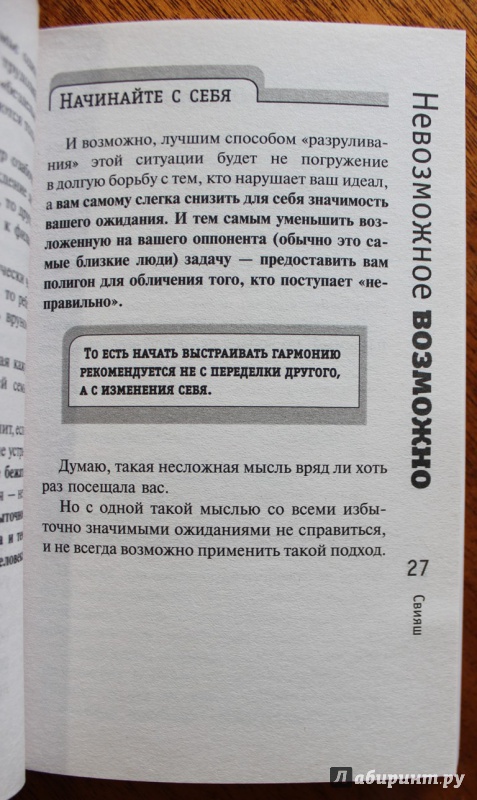 Начинайте с себя
И возможно, лучшим способом «разрулива-
ния» этой ситуации будет не погружение
в долгую борьбу с тем, кто нарушает ваш идеал,
а вам самому слегка снизить для себя значимость
вашего ожидания. И тем самым уменьшить воз-
ложенную на вашего оппонента (обычно это са-
мые близкие люди) задачу — предоставить вам
полигон для обличения того, кто поступает «не-
правильно».
То есть начать выстраивать гармонию
рекомендуется не с переделки другого,
а с изменения себя.
Думаю, такая несложная мысль вряд ли хоть
раз посещала вас.
Но с одной такой мыслью со всеми избы-
точно значимыми ожиданиями не справиться,
и не всегда возможно применить такой подход.
Невозможное возможно
27
Свияш
Лабиринт.ру